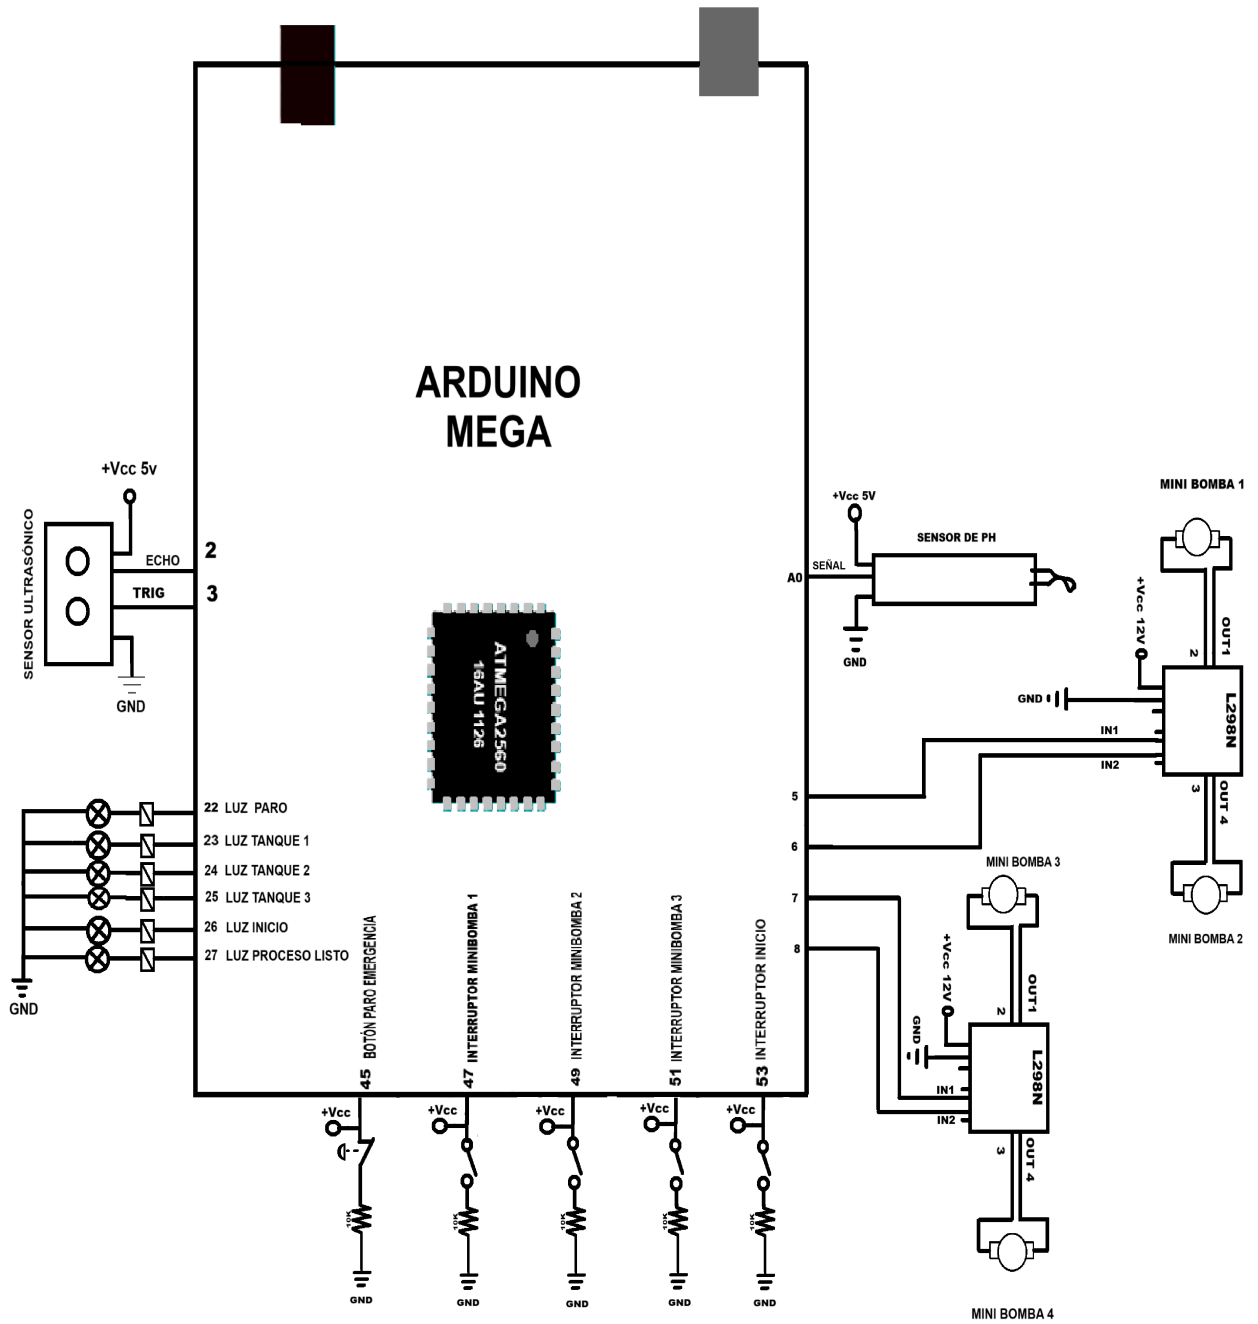 ARDUINO
MEGA
+Vcc 5v
SENSOR ULTRASÓNICO
ECHO
2
TRIG
3
GND
ATMEGA2560
16AU 1126
+Vcc 5V
SENSOR DE PH
A0
SEÑAL
GND
MINI BOMBA 1
+Vcc 12V
OUT1
2
GND
L298N
IN1
IN2
3
OUT 4
MINI BOMBA 2
5
6
7
8
MINI BOMBA 3
+Vcc 12V
OUT1
2
GND
L298N
IN1
IN2
3
OUT 4
MINI BOMBA 4
22 LUZ PARO
23 LUZ TANQUE 1
24 LUZ TANQUE 2
25 LUZ TANQUE 3
26 LUZ INICIO
27 LUZ PROCESO LISTO
GND
45 BOTÓN PARO EMERGENCIA
47 INTERRUPTOR MINIBOMBA 1
49 INTERRUPTOR MINIBOMBA 2
51 INTERRUPTOR MINIBOMBA 3
53 INTERRUPTOR INICIO
+Vcc
+Vcc
+Vcc
+Vcc
+Vcc
10K
10K
10K
10K
10K
GND
GND
GND
GND
GND